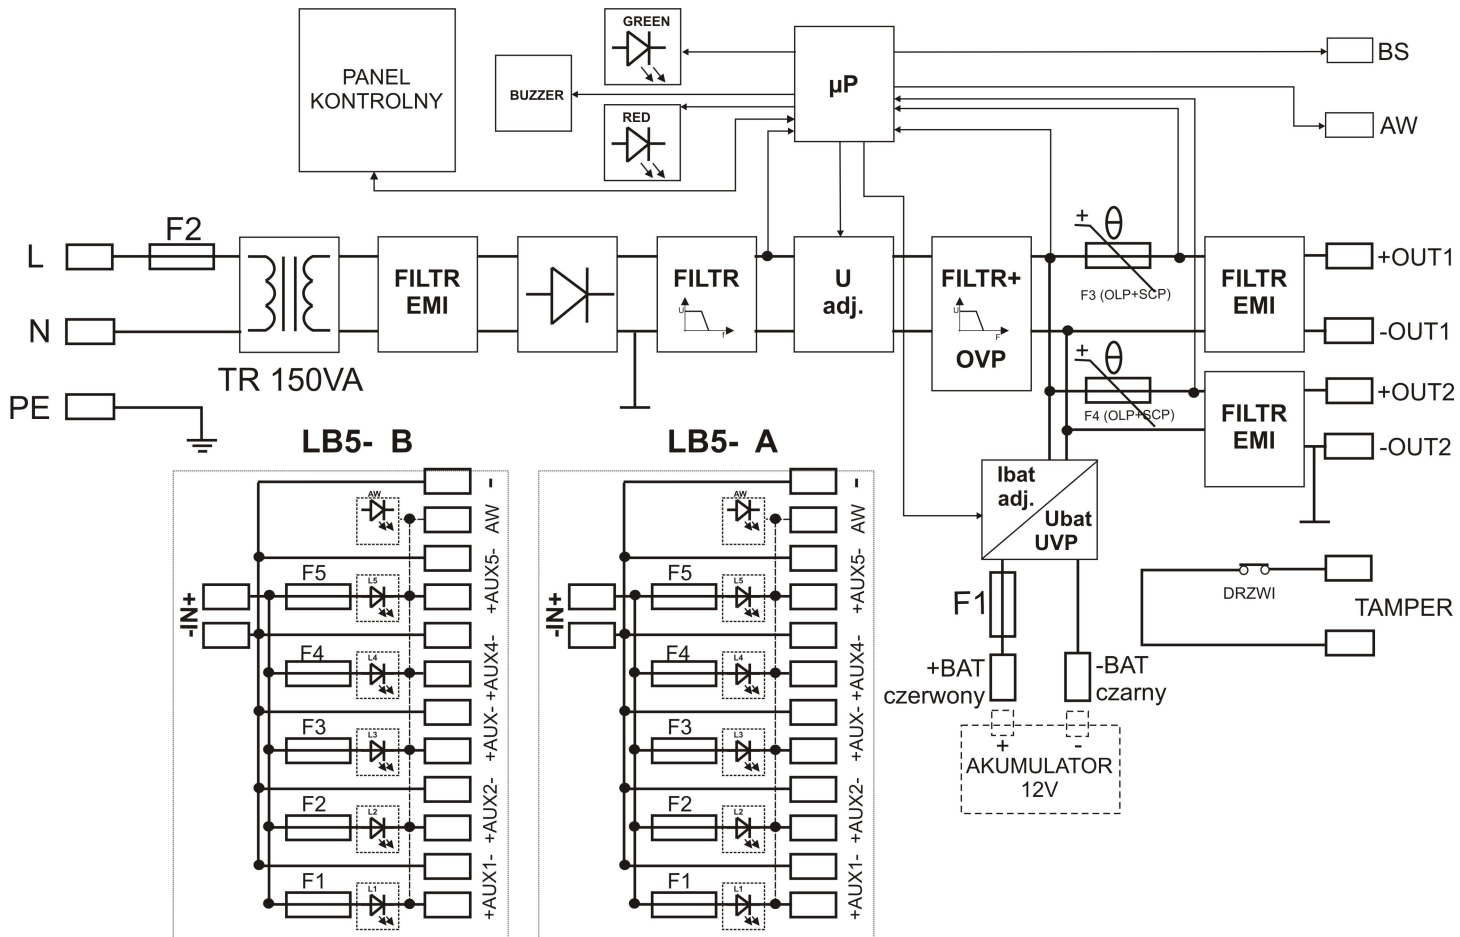 GREEN
PANEL
KONTROLNY
BUZZER
RED
µP
BS
AW
L
F2
N
PE
TR 150VA
FILTR
EMI
FILTR
U
f
U
adj.
FILTR+
U
F
OVP
+
θ
F3 (OLP+SCP)
+
θ
F4 (OLP+SCP)
FILTR
EMI
FILTR
EMI
+OUT1
-OUT1
+OUT2
-OUT2
Ibat
adj.
Ubat
UVP
F1
+BAT
czerwony
-BAT
czarny
+
-
AKUMULATOR
12V
DRZWI
TAMPER
LB5- B
-IN+
-
AW
AW
+AUX5-
F5
L5
+AUX4-
F4
L4
+AUX-
F3
L3
+AUX2-
F2
L2
+AUX1-
F1
L1
LB5- A
-IN+
-
AW
AW
+AUX5-
F5
L5
+AUX4-
F4
L4
+AUX-
F3
L3
+AUX2-
F2
L2
+AUX1-
F1
L1